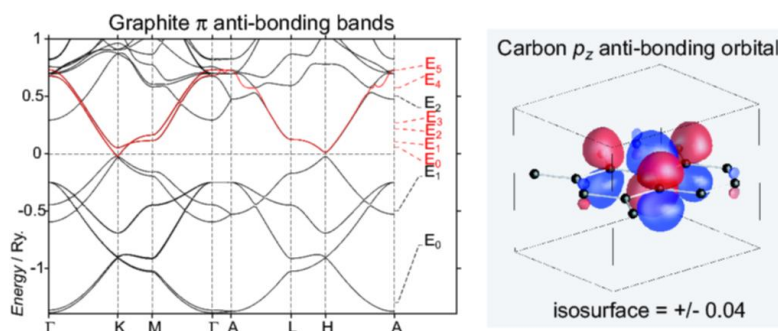 Graphite π anti-bonding bands
1
0.5
0
-0.5
-1
Energy / Ry.
Γ K M Γ A L H A
E5
E4
E2
E3
E2
E1
E0
E1
E0
Carbon pz anti-bonding orbital
isosurface = +/- 0.04